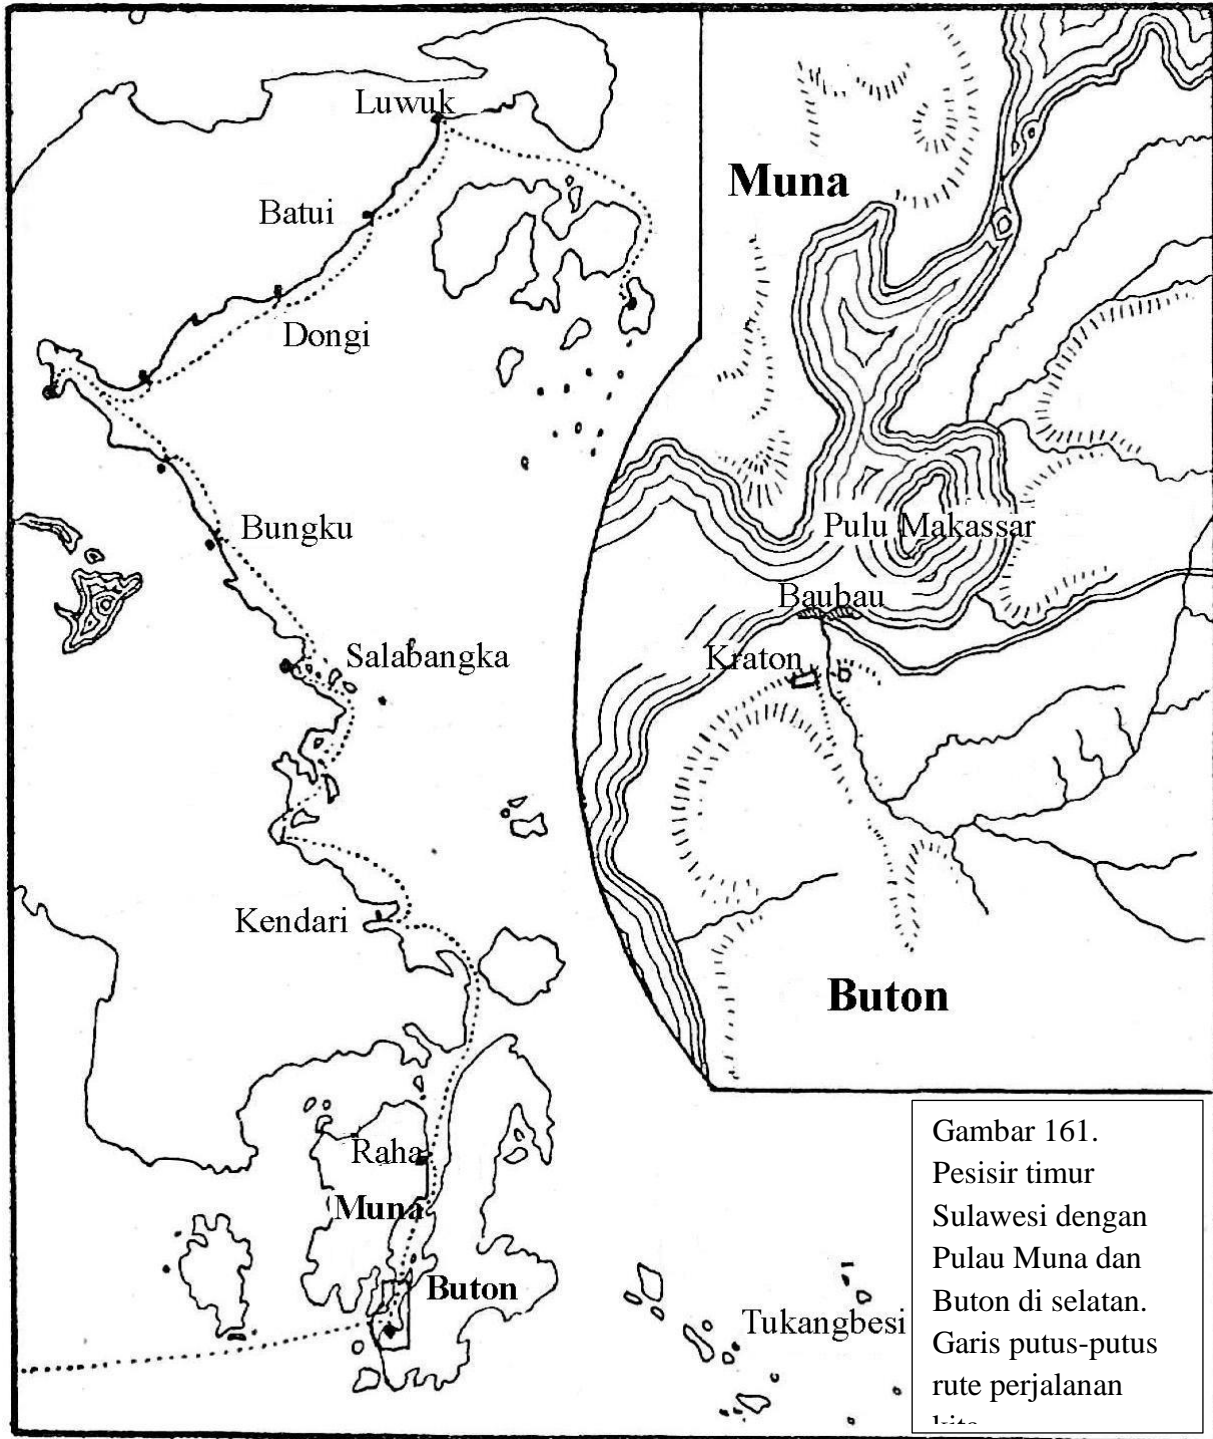 Luwuk
Batui
Dongi
Bungku
Salabangka
Kendari
Raha
Muna
Buton
Tukangbesi
Muna
Pulu Makassar
Baubau
Kraton
Buton
Gambar 161.
Pesisir timur
Sulawesi dengan
Pulau Muna dan
Buton di selatan.
Garis putus-putus
rute perjalanan